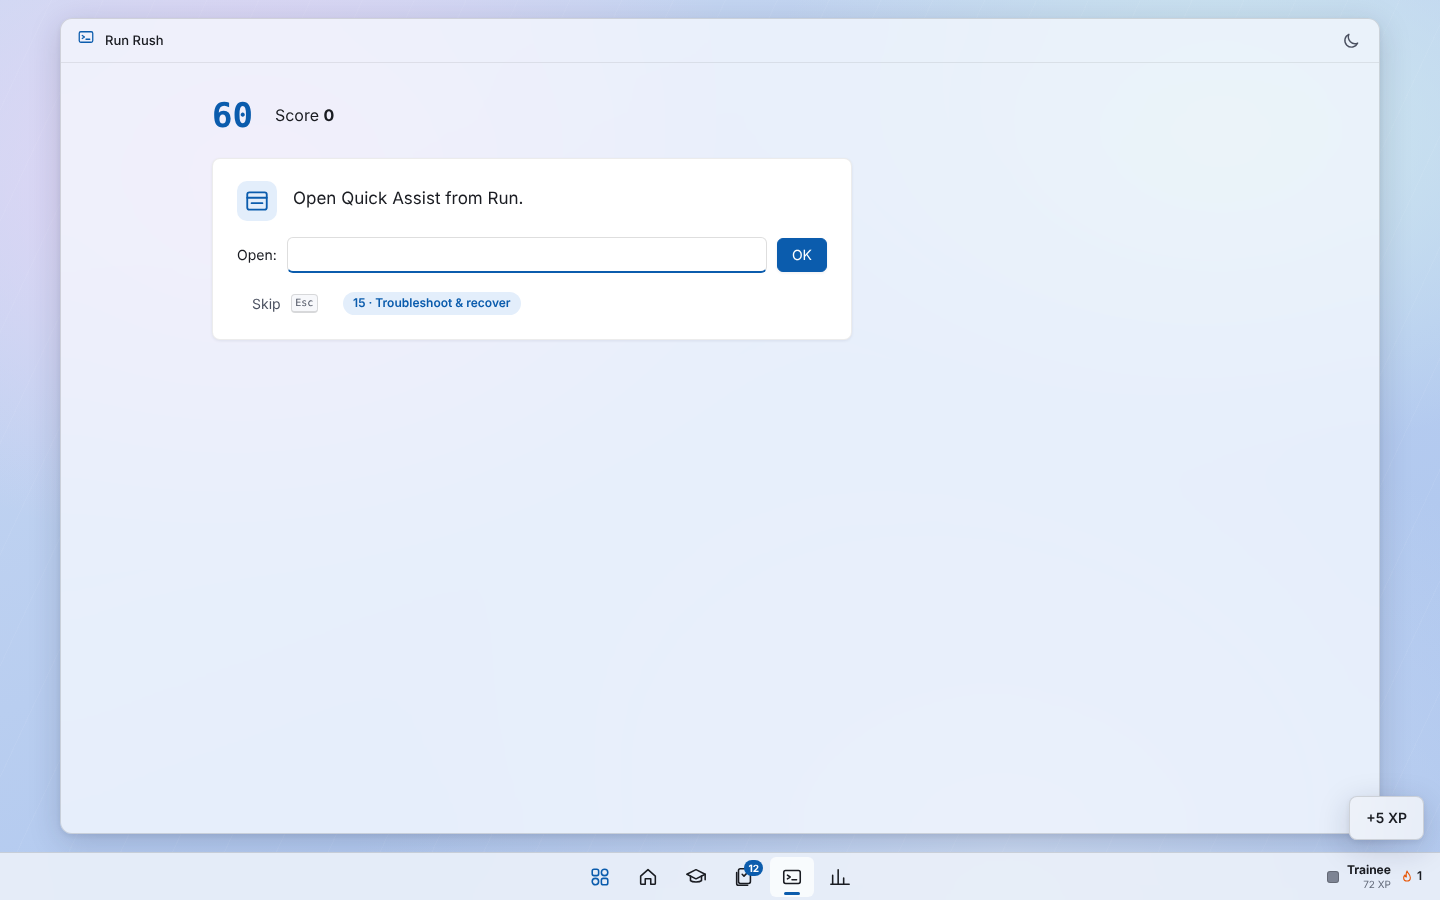 Run Rush
60
Score 0
Open Quick Assist from Run.
Open:
OK
Skip Esc
15 · Troubleshoot & recover
+5 XP
12
Trainee
72 XP
1